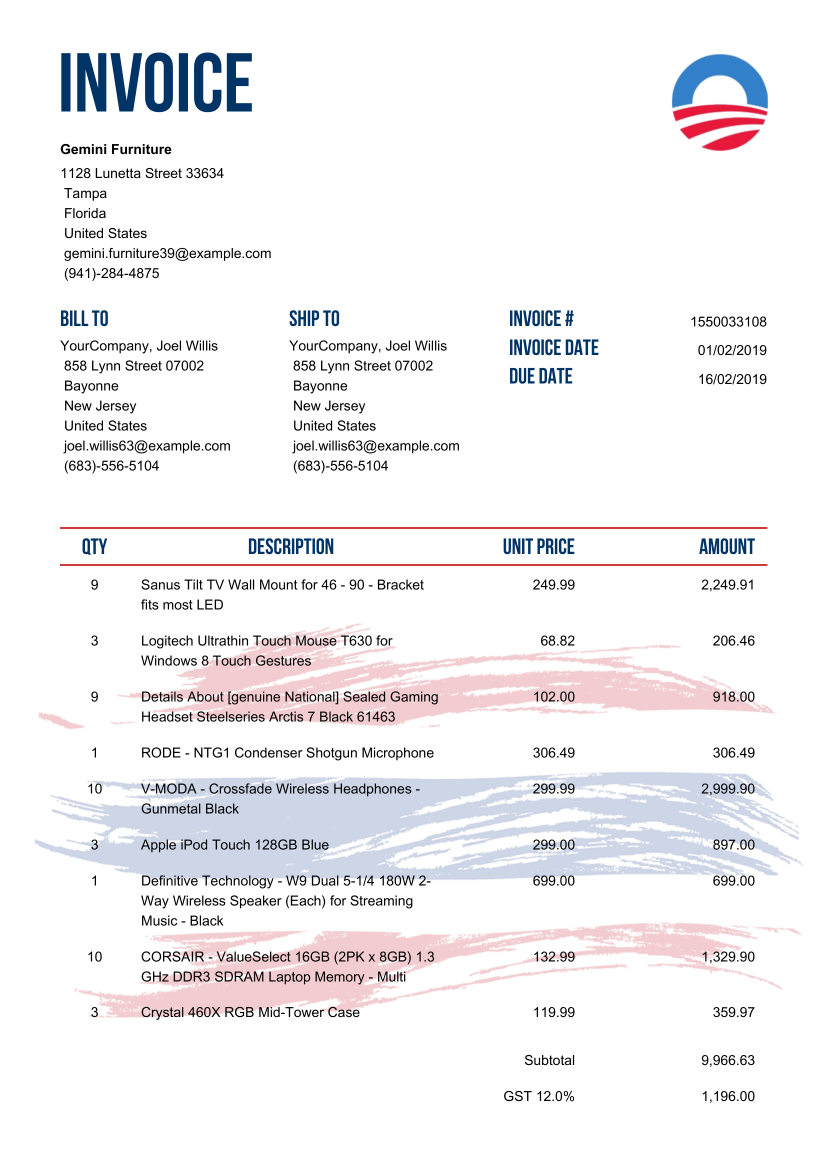 INVOICE
Gemini Furniture
1128 Lunetta Street 33634
Tampa
Florida
United States
gemini.furniture39@example.com
(941)-284-4875
BILL TO
YourCompany, Joel Willis
858 Lynn Street 07002
Bayonne
New Jersey
United States
joel.willis63@example.com
(683)-556-5104
SHIP TO
YourCompany, Joel Willis
858 Lynn Street 07002
Bayonne
New Jersey
United States
joel.willis63@example.com
(683)-556-5104
INVOICE # 1550033108
INVOICE DATE 01/02/2019
DUE DATE 16/02/2019
QTY DESCRIPTION UNIT PRICE AMOUNT
9 Sanus Tilt TV Wall Mount for 46 - 90 - Bracket 249.99 2,249.91
fits most LED
3 Logitech Ultrathin Touch Mouse T630 for 68.82 206.46
Windows 8 Touch Gestures
9 Details About [genuine National] Sealed Gaming 102.00 918.00
Headset Steelseries Arctis 7 Black 61463
1 RODE - NTG1 Condenser Shotgun Microphone 306.49 306.49
10 V-MODA - Crossfade Wireless Headphones - 299.99 2,999.90
Gunmetal Black
3 Apple iPod Touch 128GB Blue 299.00 897.00
1 Definitive Technology - W9 Dual 5-1/4 180W 2- 699.00 699.00
Way Wireless Speaker (Each) for Streaming
Music - Black
10 CORSAIR - ValueSelect 16GB (2PK x 8GB) 1.3 132.99 1,329.90
GHz DDR3 SDRAM Laptop Memory - Multi
3 Crystal 460X RGB Mid-Tower Case 119.99 359.97
Subtotal 9,966.63
GST 12.0% 1,196.00